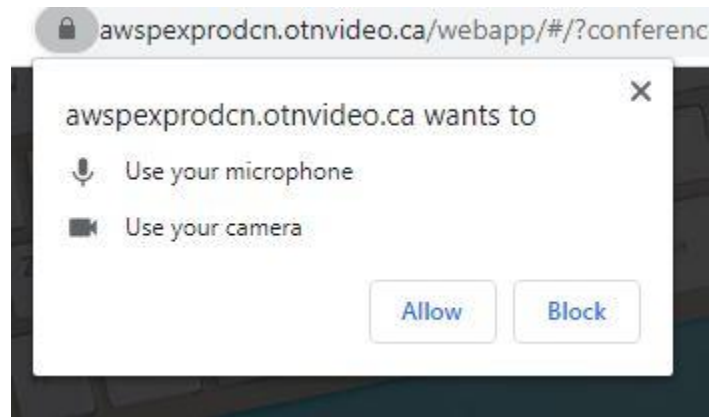 awspexprodcn.otnvideo.ca/webapp/#/?conferenc
awspexprodcn.otnvideo.ca wants to
Use your microphone
Use your camera
Allow Block